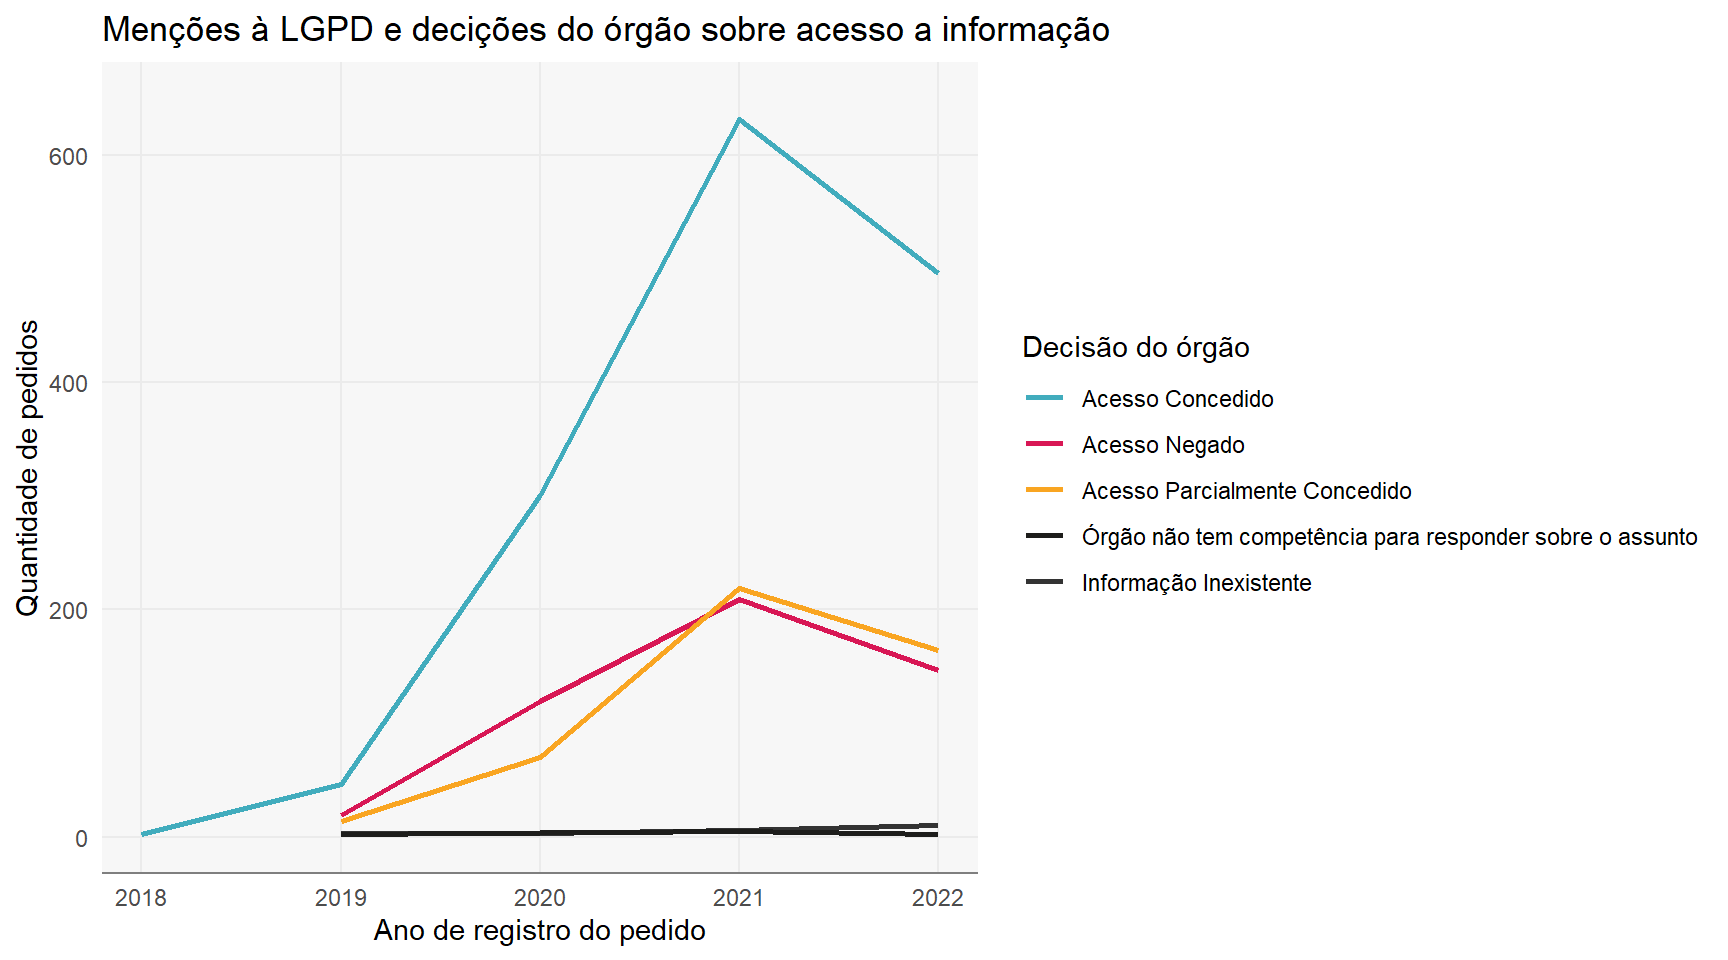 Menções à LGPD e decições do órgão sobre acesso a informação
Quantidade de pedidos
600
400
200
0
2018
2019
2020
2021
2022
Ano de registro do pedido
Decisão do órgão
Acesso Concedido
Acesso Negado
Acesso Parcialmente Concedido
Órgão não tem competência para responder sobre o assunto
Informação Inexistente